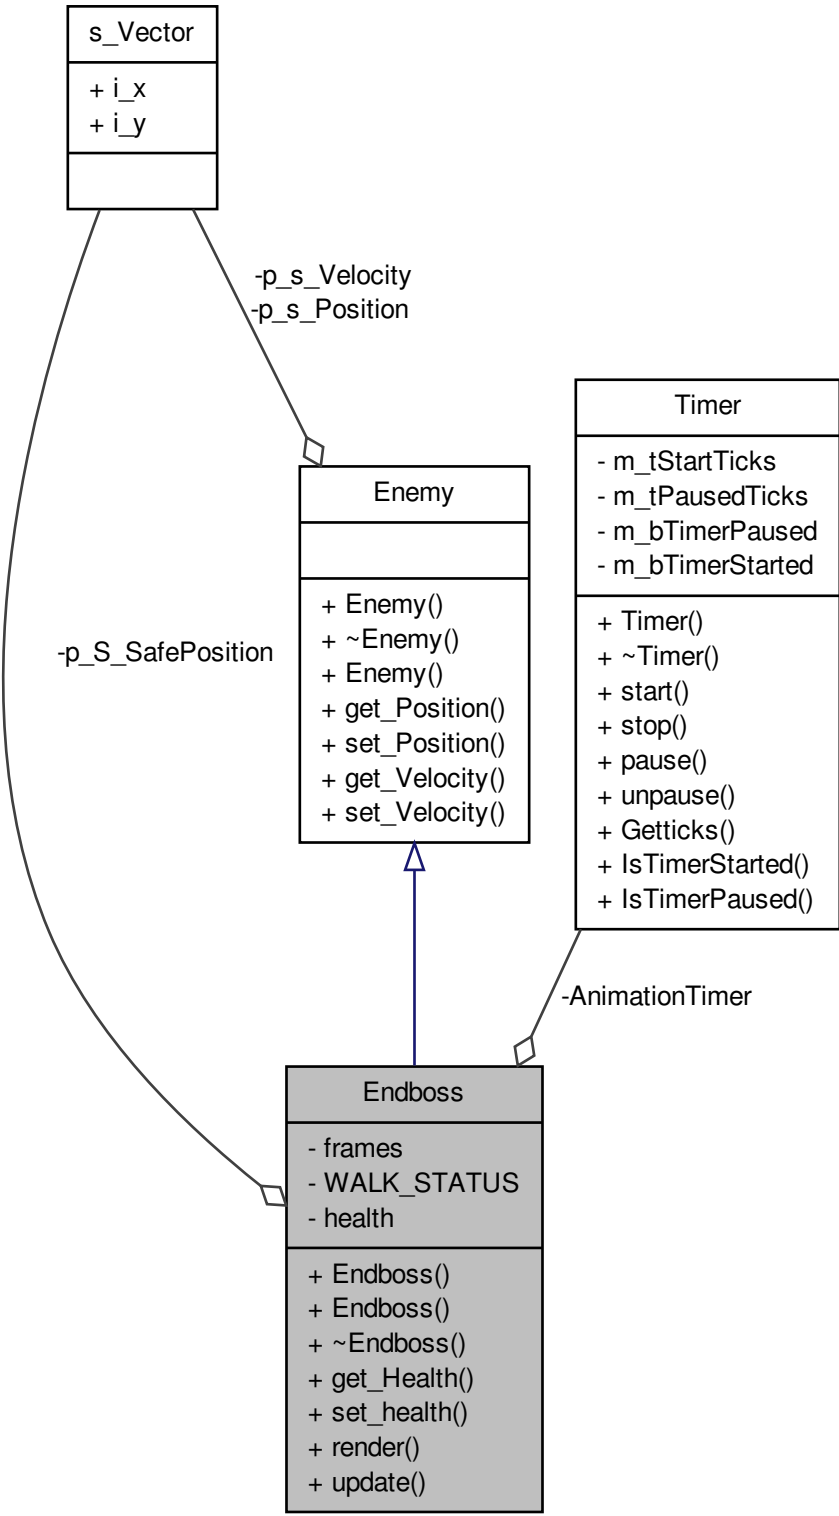 s_Vector
+ i_x
+ i_y
-p_s_Velocity
-p_s_Position
Timer
- m_tStartTicks
- m_tPausedTicks
- m_bTimerPaused
- m_bTimerStarted
+ Timer()
+ ~Timer()
+ start()
+ stop()
+ pause()
+ unpause()
+ Getticks()
+ IsTimerStarted()
+ IsTimerPaused()
Enemy
+ Enemy()
+ ~Enemy()
+ Enemy()
+ get_Position()
+ set_Position()
+ get_Velocity()
+ set_Velocity()
-p_S_SafePosition
-AnimationTimer
Endboss
- frames
- WALK_STATUS
- health
+ Endboss()
+ Endboss()
+ ~Endboss()
+ get_Health()
+ set_health()
+ render()
+ update()